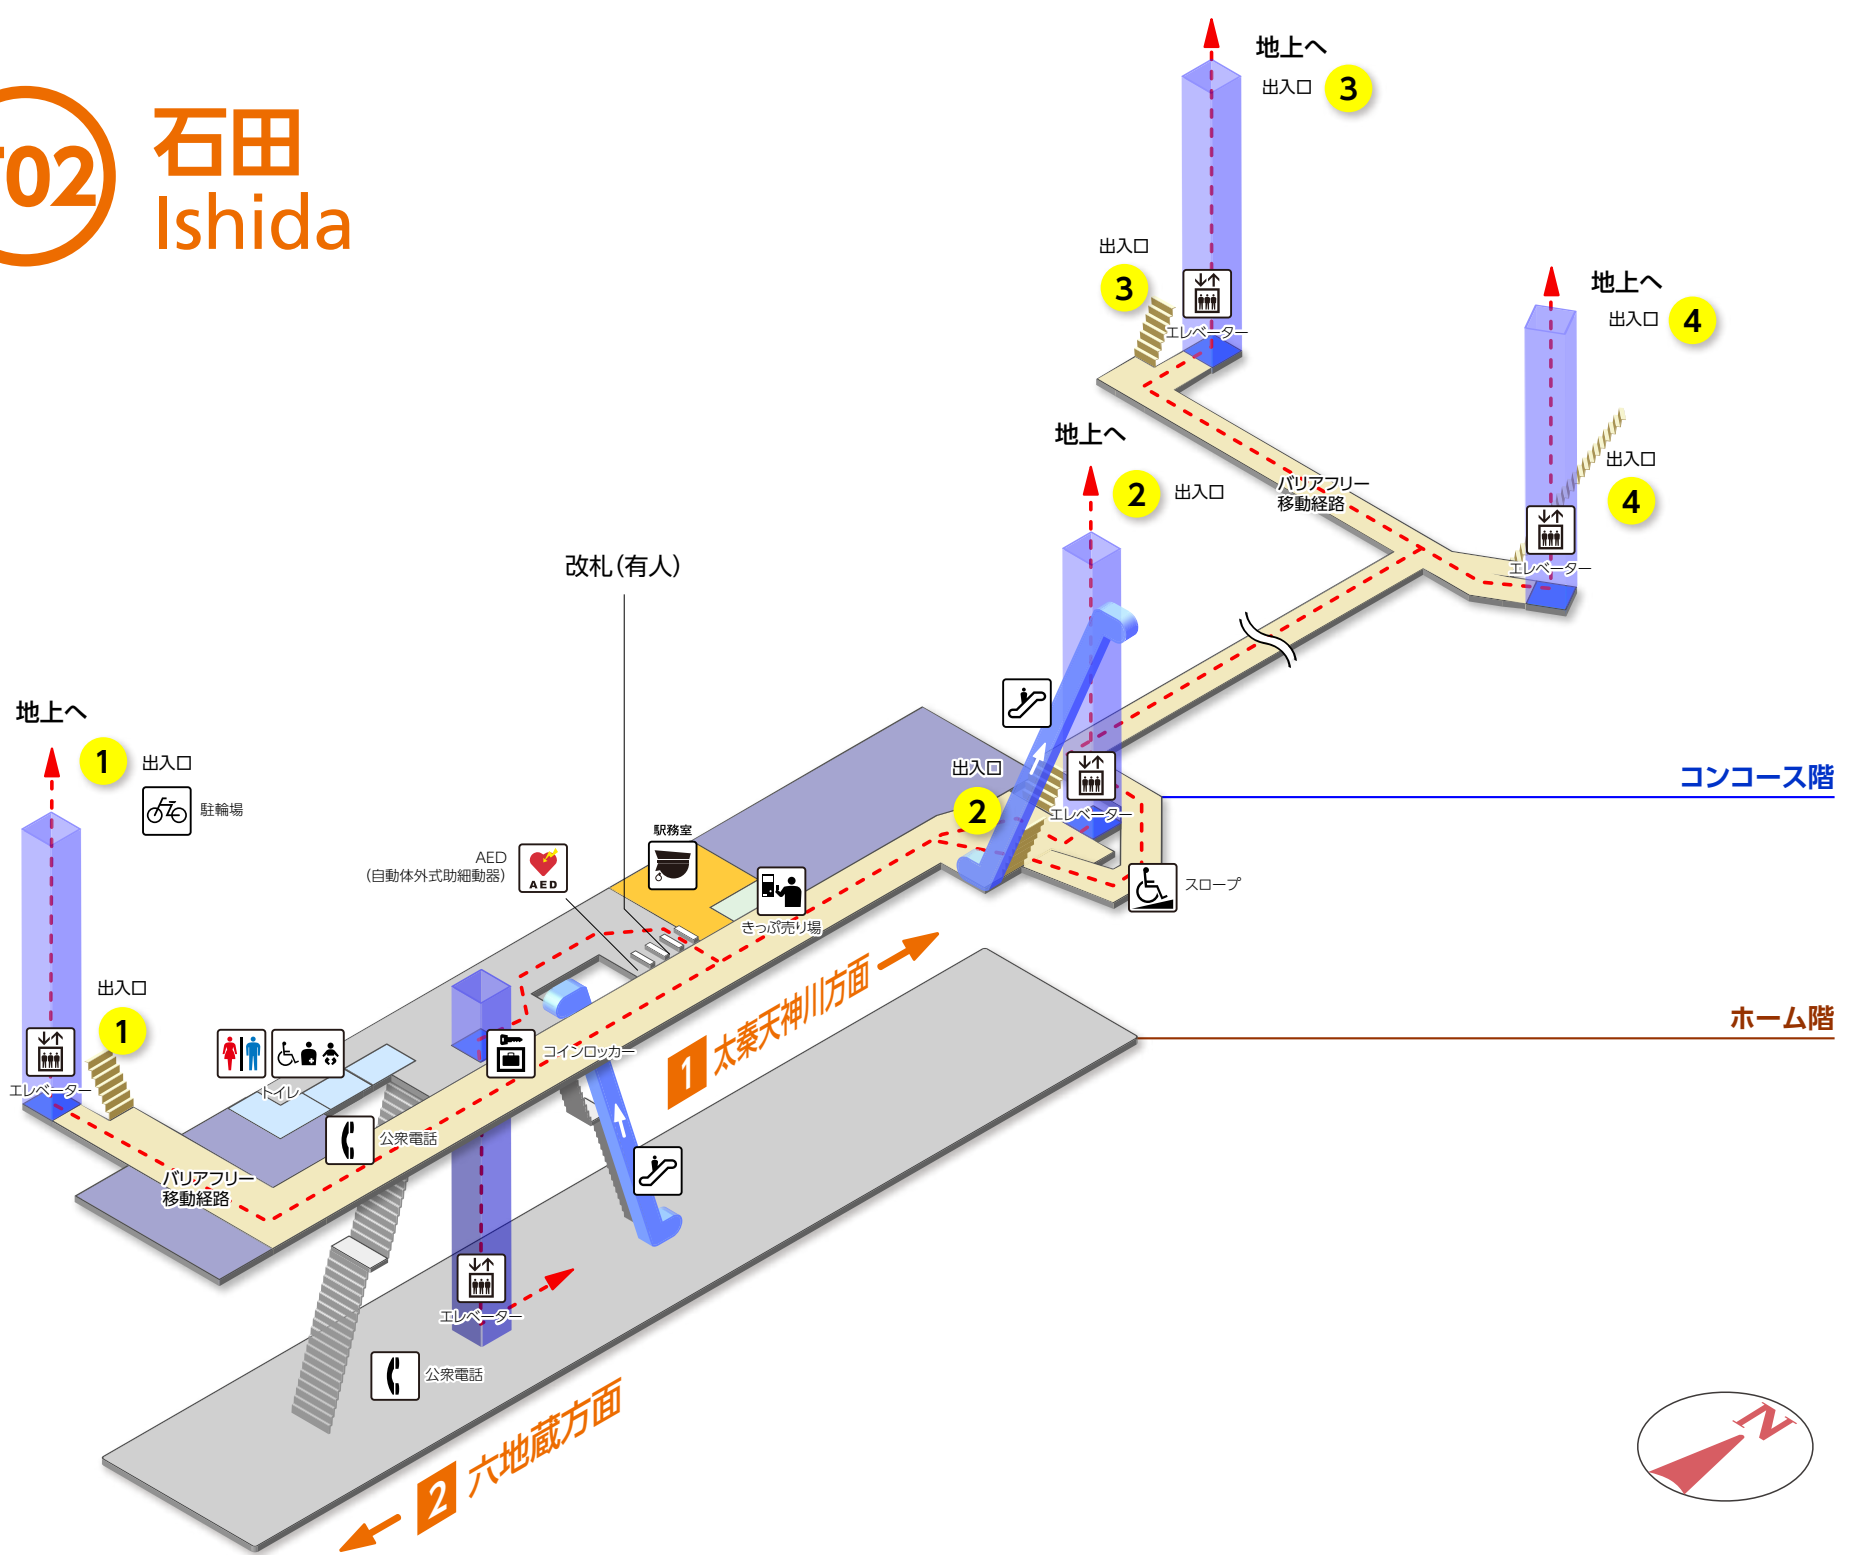 T02
石田
Ishida
地上へ
出入口 3
出入口
3
エレベーター
地上へ
出入口 4
出入口
4
エレベーター
バリアフリー
移動経路
地上へ
2 出入口
改札(有人)
地上へ
1 出入口
駐輪場
出入口
2
エレベーター
コンコース階
駅務室
AED
(自動体外式助細動器)
AED
スロープ
きっぷ売り場
出入口
1
エレベーター
トイレ
コインロッカー
1 太秦天神川方面
ホーム階
公衆電話
バリアフリー
移動経路
エレベーター
公衆電話
2 六地蔵方面
N